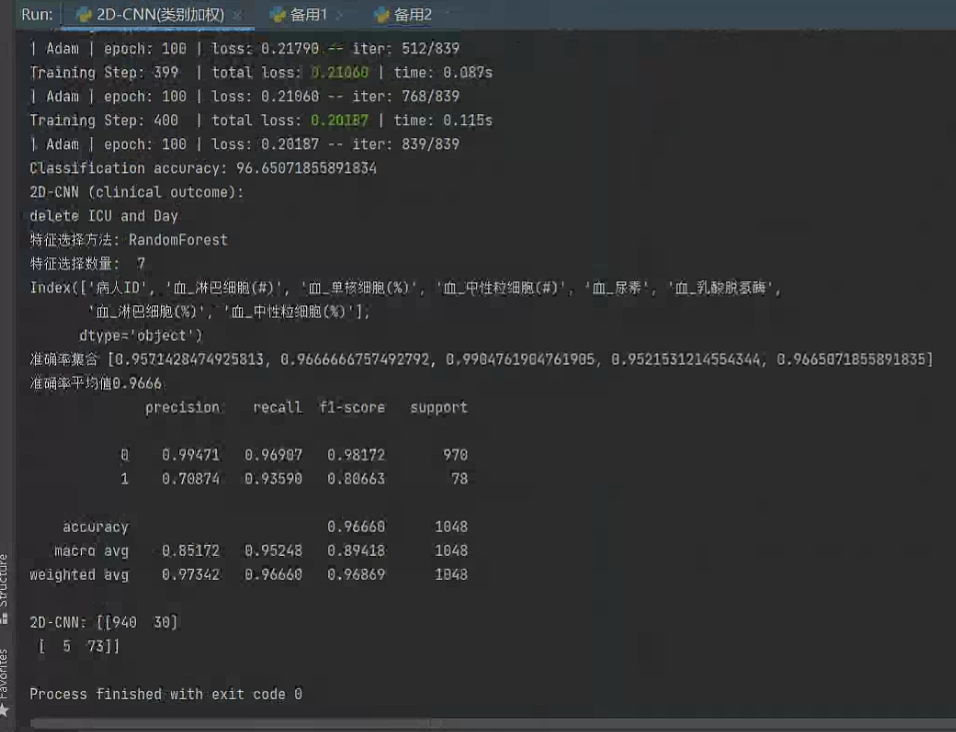 Run: 2D-CNN(类别加权) × 备用1 × 备用2
| Adam | epoch: 100 | loss: 0.21790 -- iter: 512/839
Training Step: 399 | total loss: 0.21060 | time: 0.087s
| Adam | epoch: 100 | loss: 0.21060 -- iter: 768/839
Training Step: 400 | total loss: 0.20187 | time: 0.115s
| Adam | epoch: 100 | loss: 0.20187 -- iter: 839/839
Classification accuracy: 96.65071855891834
2D-CNN (clinical outcome):
delete ICU and Day
特征选择方法: RandomForest
特征选择数量: 7
Index(['病人ID', '血_淋巴细胞(#)', '血_单核细胞(%)', '血_中性粒细胞(#)', '血_尿素', '血_乳酸脱氢酶',
'血_淋巴细胞(%)', '血_中性粒细胞(%)'],
dtype='object')
准确率集合 [0.9571428474925813, 0.9666666757492792, 0.9904761904761905, 0.9521531214554344, 0.9665071855891835]
准确率平均值0.9666
precision recall f1-score support
0 0.99471 0.96907 0.98172 970
1 0.70874 0.93590 0.80663 78
accuracy 0.96660 1048
macro avg 0.85172 0.95248 0.89418 1048
weighted avg 0.97342 0.96660 0.96869 1048
2D-CNN: [[940 30]
[ 5 73]]
Process finished with exit code 0
Structure
Favorites